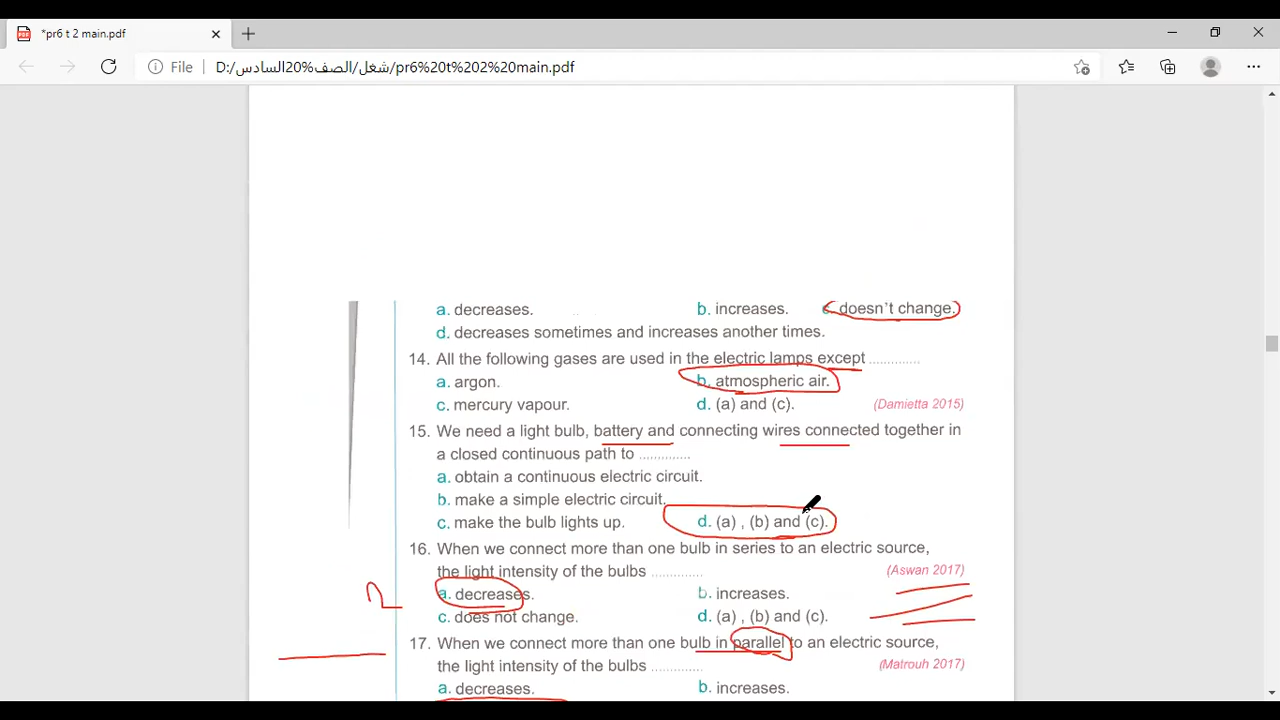 *pr6 t 2 main.pdf
File
D:/شغل/الصف%20السادس/pr6%20t%202%20main.pdf
a. decreases. b. increases. c. doesn't change.
d. decreases sometimes and increases another times.
14. All the following gases are used in the electric lamps except ..............
a. argon. b. atmospheric air.
c. mercury vapour. d. (a) and (c). (Damietta 2015)
15. We need a light bulb, battery and connecting wires connected together in
a closed continuous path to ..............
a. obtain a continuous electric circuit.
b. make a simple electric circuit.
c. make the bulb lights up. d. (a) , (b) and (c).
16. When we connect more than one bulb in series to an electric source,
the light intensity of the bulbs .............. (Aswan 2017)
a. decreases. b. increases.
c. does not change. d. (a) , (b) and (c).
17. When we connect more than one bulb in parallel to an electric source,
the light intensity of the bulbs .............. (Matrouh 2017)
a. decreases. b. increases.